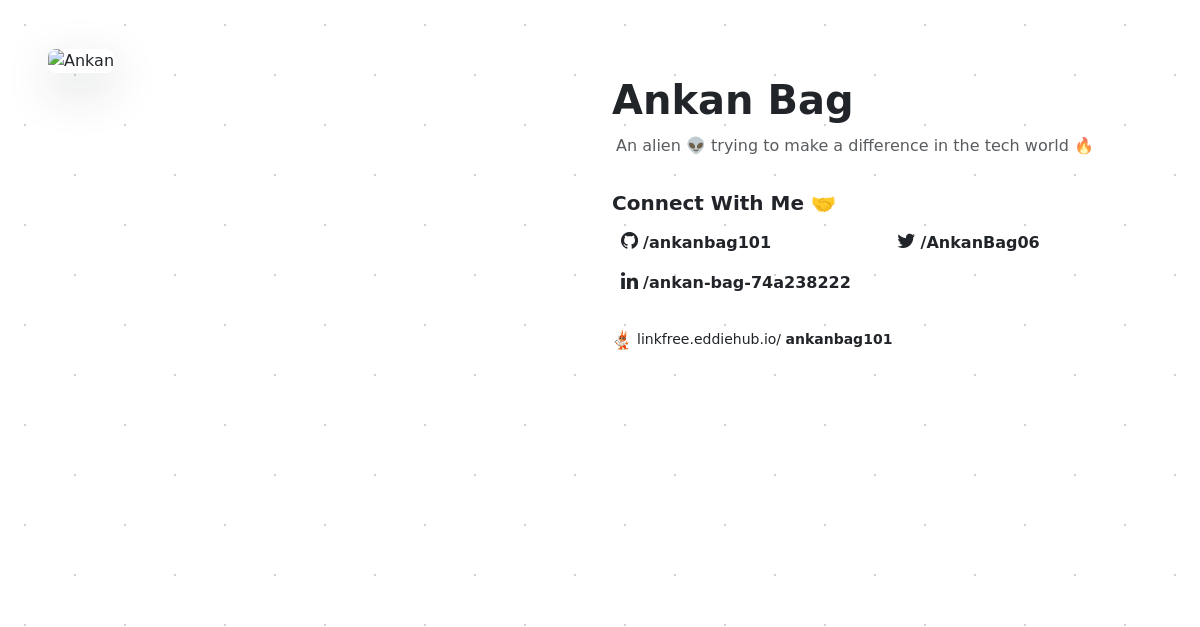 Ankan
Ankan Bag
An alien 👽 trying to make a difference in the tech world 🔥
Connect With Me 🤝
/ankanbag101
/AnkanBag06
/ankan-bag-74a238222
linkfree.eddiehub.io/ ankanbag101